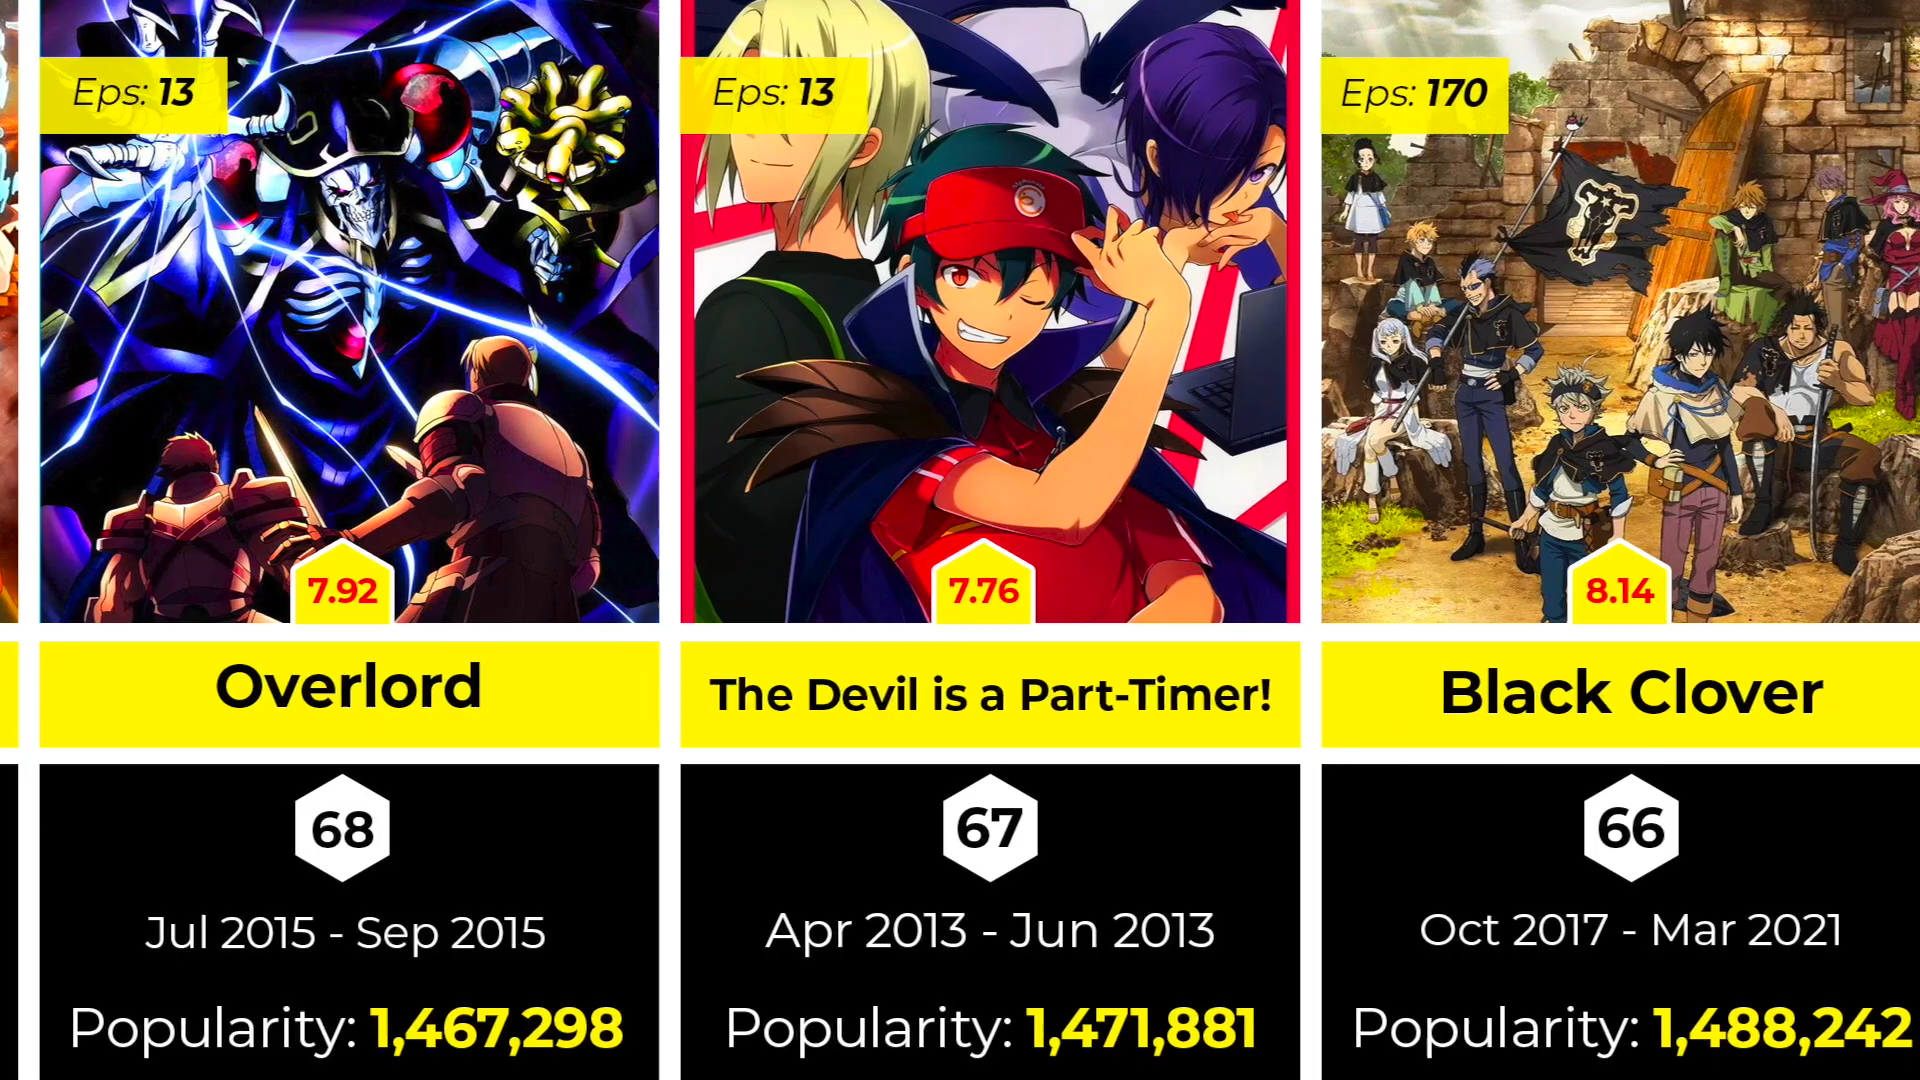 Eps: 13
7.92
Overlord
68
Jul 2015 - Sep 2015
Popularity: 1,467,298
Eps: 13
7.76
The Devil is a Part-Timer!
67
Apr 2013 - Jun 2013
Popularity: 1,471,881
Eps: 170
8.14
Black Clover
66
Oct 2017 - Mar 2021
Popularity: 1,488,242